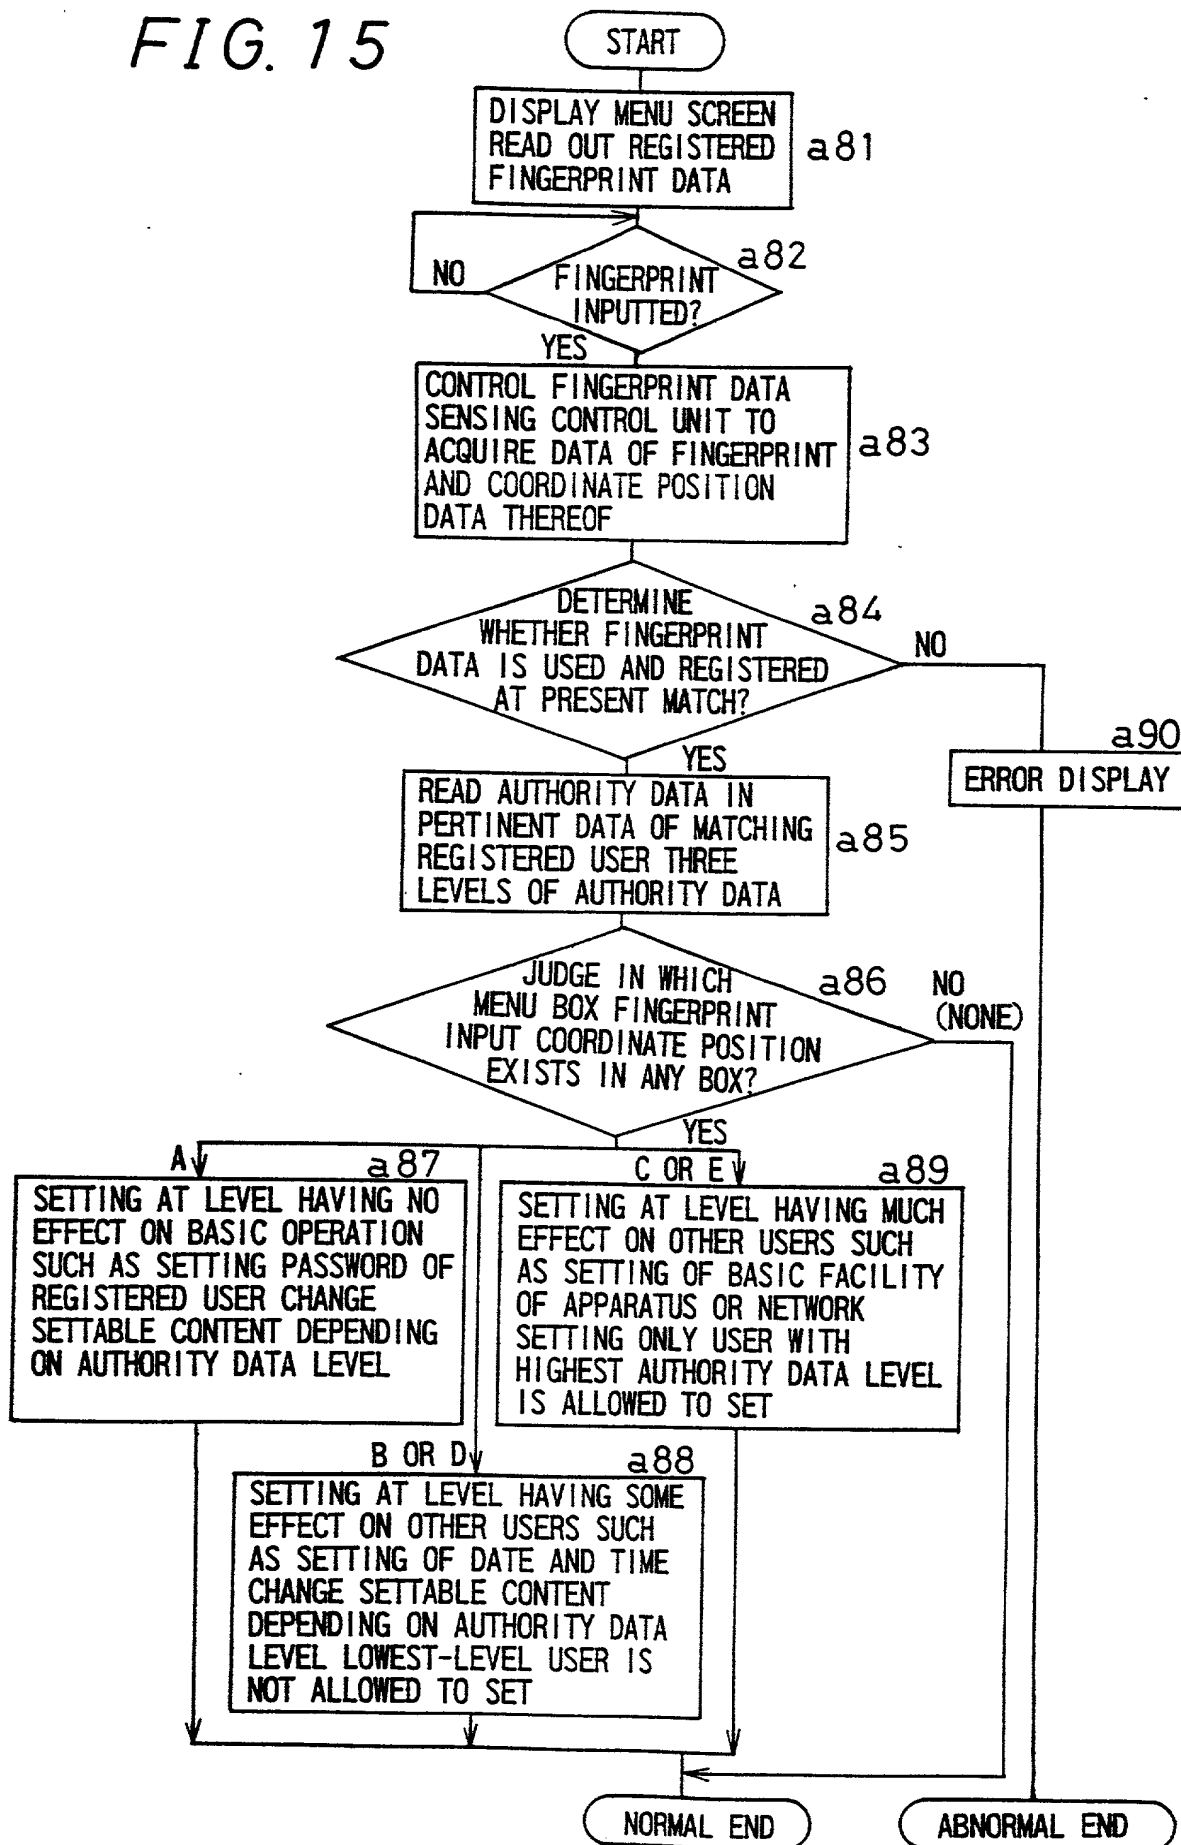 FIG. 15
START
DISPLAY MENU SCREEN
READ OUT REGISTERED
FINGERPRINT DATA
a81
a82
NO
FINGERPRINT
INPUTTED?
YES
CONTROL FINGERPRINT DATA
SENSING CONTROL UNIT TO
ACQUIRE DATA OF FINGERPRINT
AND COORDINATE POSITION
DATA THEREOF
a83
DETERMINE
WHETHER FINGERPRINT
DATA IS USED AND REGISTERED
AT PRESENT MATCH?
a84
NO
YES
a90
ERROR DISPLAY
READ AUTHORITY DATA IN
PERTINENT DATA OF MATCHING
REGISTERED USER THREE
LEVELS OF AUTHORITY DATA
a85
JUDGE IN WHICH
MENU BOX FINGERPRINT
INPUT COORDINATE POSITION
EXISTS IN ANY BOX?
a86
NO
(NONE)
YES
A
a87
SETTING AT LEVEL HAVING NO
EFFECT ON BASIC OPERATION
SUCH AS SETTING PASSWORD OF
REGISTERED USER CHANGE
SETTABLE CONTENT DEPENDING
ON AUTHORITY DATA LEVEL
C OR E
a89
SETTING AT LEVEL HAVING MUCH
EFFECT ON OTHER USERS SUCH
AS SETTING OF BASIC FACILITY
OF APPARATUS OR NETWORK
SETTING ONLY USER WITH
HIGHEST AUTHORITY DATA LEVEL
IS ALLOWED TO SET
B OR D
a88
SETTING AT LEVEL HAVING SOME
EFFECT ON OTHER USERS SUCH
AS SETTING OF DATE AND TIME
CHANGE SETTABLE CONTENT
DEPENDING ON AUTHORITY DATA
LEVEL LOWEST-LEVEL USER IS
NOT ALLOWED TO SET
NORMAL END
ABNORMAL END